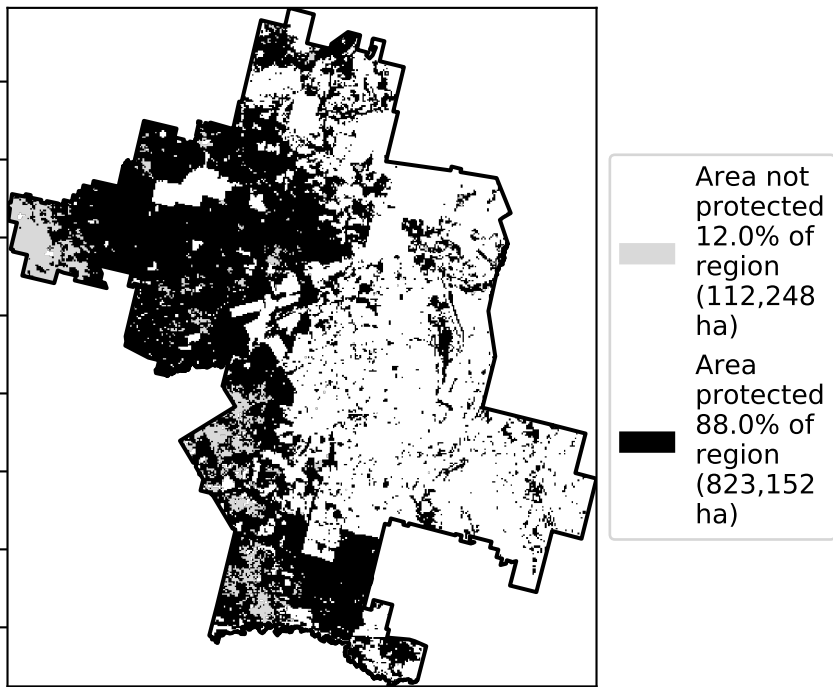 Area not
protected
12.0% of
region
(112,248
ha)
Area
protected
88.0% of
region
(823,152
ha)